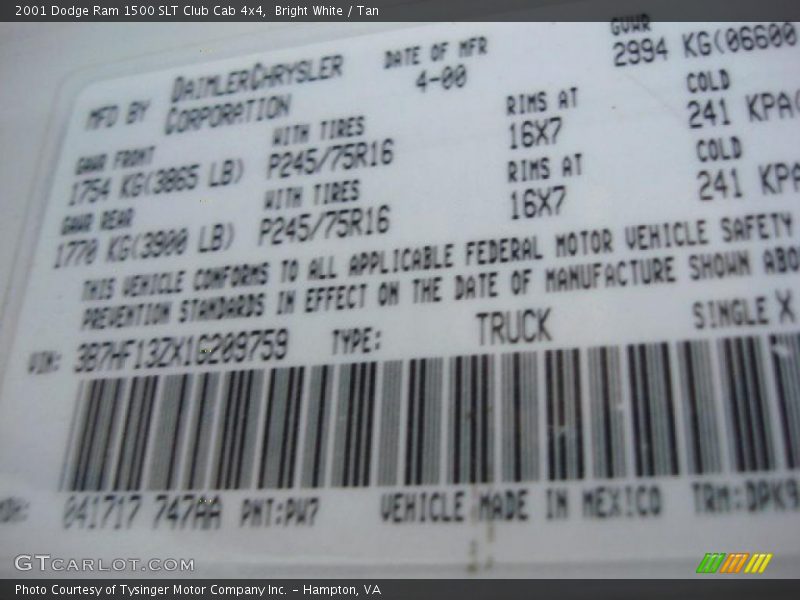 2001 Dodge Ram 1500 SLT Club Cab 4x4, Bright White / Tan
MFD BY DAIMLERCHRYSLER CORPORATION
DATE OF MFR 4-00
GVWR 2994 KG(06600
GAWR FRONT WITH TIRES RIMS AT COLD
1754 KG(3865 LB) P245/75R16 16X7 241 KPA(
GAWR REAR WITH TIRES RIMS AT COLD
1770 KG(3900 LB) P245/75R16 16X7 241 KPA
THIS VEHICLE CONFORMS TO ALL APPLICABLE FEDERAL MOTOR VEHICLE SAFETY
PREVENTION STANDARDS IN EFFECT ON THE DATE OF MANUFACTURE SHOWN ABO
VIN: 3B7HF13ZX1G209759 TYPE: TRUCK SINGLE X
MDH: 041717 747AA PNT:PW7 VEHICLE MADE IN MEXICO TRM:DPK9
GTCARLOT.COM
Photo Courtesy of Tysinger Motor Company Inc. - Hampton, VA